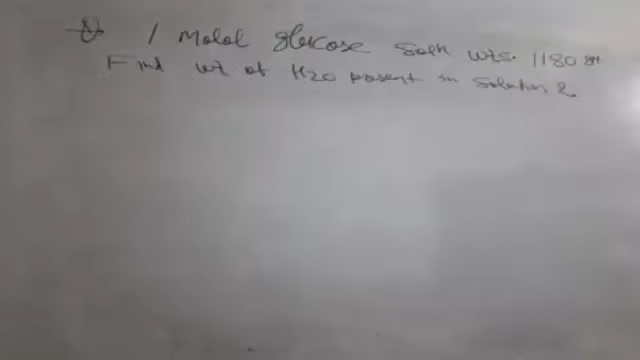 Q 1 Molal glucose Soln wts. 1180 gm
Find wt of H2O present in Solution ?